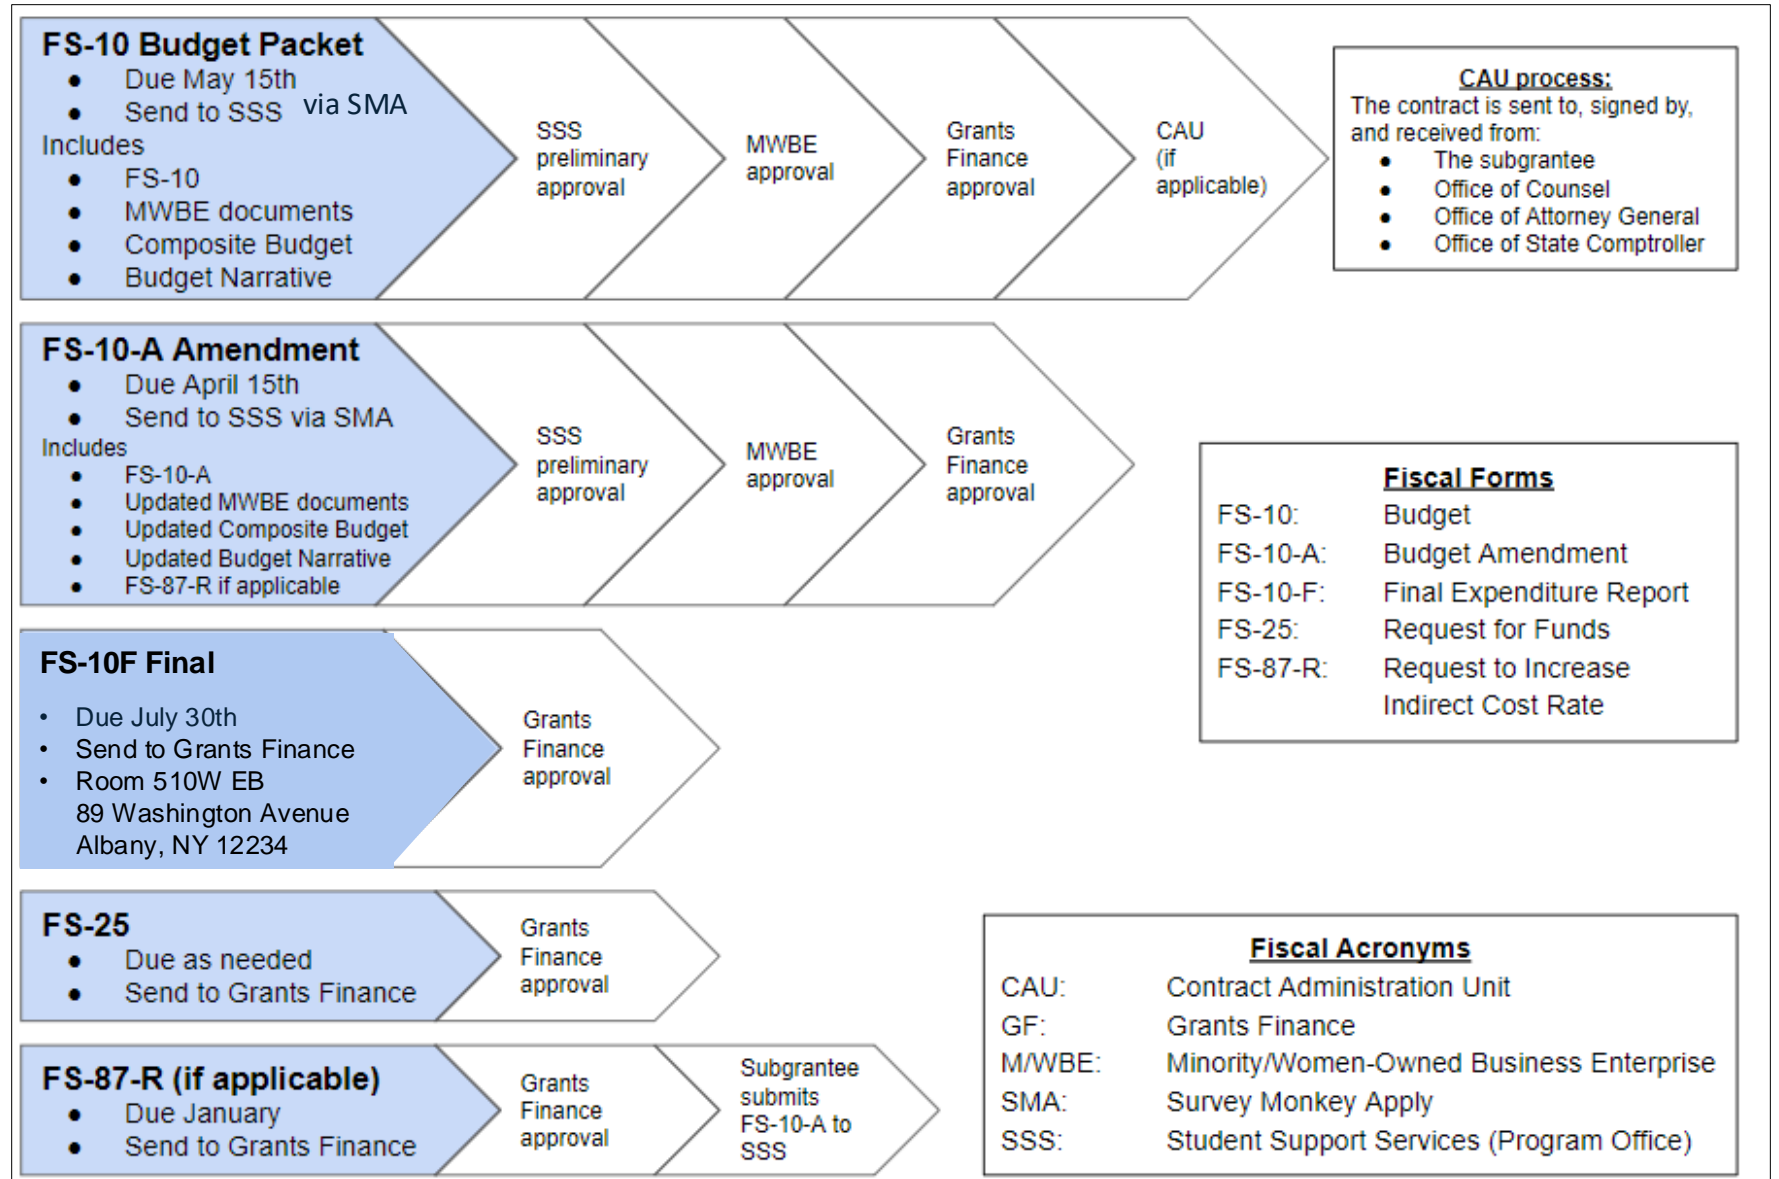 FS-10 Budget Packet
● Due May 15th
● Send to SSS via SMA
Includes
● FS-10
● MWBE documents
● Composite Budget
● Budget Narrative
SSS
preliminary
approval
MWBE
approval
Grants
Finance
approval
CAU
(if
applicable)
CAU process:
The contract is sent to, signed by,
and received from:
● The subgrantee
● Office of Counsel
● Office of Attorney General
● Office of State Comptroller
FS-10-A Amendment
● Due April 15th
● Send to SSS via SMA
Includes
● FS-10-A
● Updated MWBE documents
● Updated Composite Budget
● Updated Budget Narrative
● FS-87-R if applicable
SSS
preliminary
approval
MWBE
approval
Grants
Finance
approval
Fiscal Forms
FS-10: Budget
FS-10-A: Budget Amendment
FS-10-F: Final Expenditure Report
FS-25: Request for Funds
FS-87-R: Request to Increase
Indirect Cost Rate
FS-10F Final
• Due July 30th
• Send to Grants Finance
• Room 510W EB
89 Washington Avenue
Albany, NY 12234
Grants
Finance
approval
FS-25
● Due as needed
● Send to Grants Finance
Grants
Finance
approval
FS-87-R (if applicable)
● Due January
● Send to Grants Finance
Grants
Finance
approval
Subgrantee
submits
FS-10-A to
SSS
Fiscal Acronyms
CAU: Contract Administration Unit
GF: Grants Finance
M/WBE: Minority/Women-Owned Business Enterprise
SMA: Survey Monkey Apply
SSS: Student Support Services (Program Office)